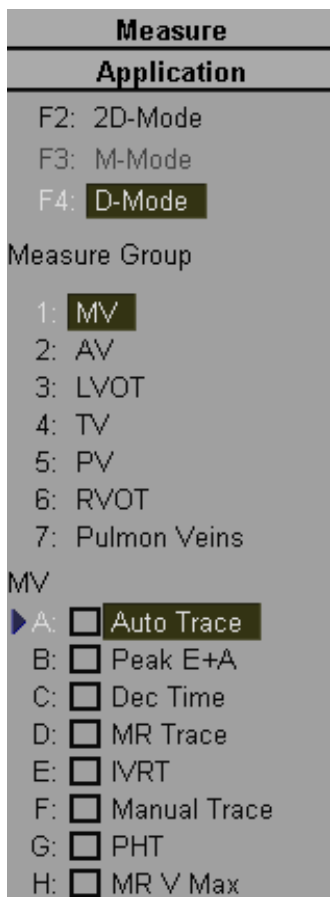 Measure
Application
F2: 2D-Mode
F3: M-Mode
F4: D-Mode
Measure Group
1: MV
2: AV
3: LVOT
4: TV
5: PV
6: RVOT
7: Pulmon Veins
MV
A: Auto Trace
B: Peak E+A
C: Dec Time
D: MR Trace
E: IVRT
F: Manual Trace
G: PHT
H: MR V Max